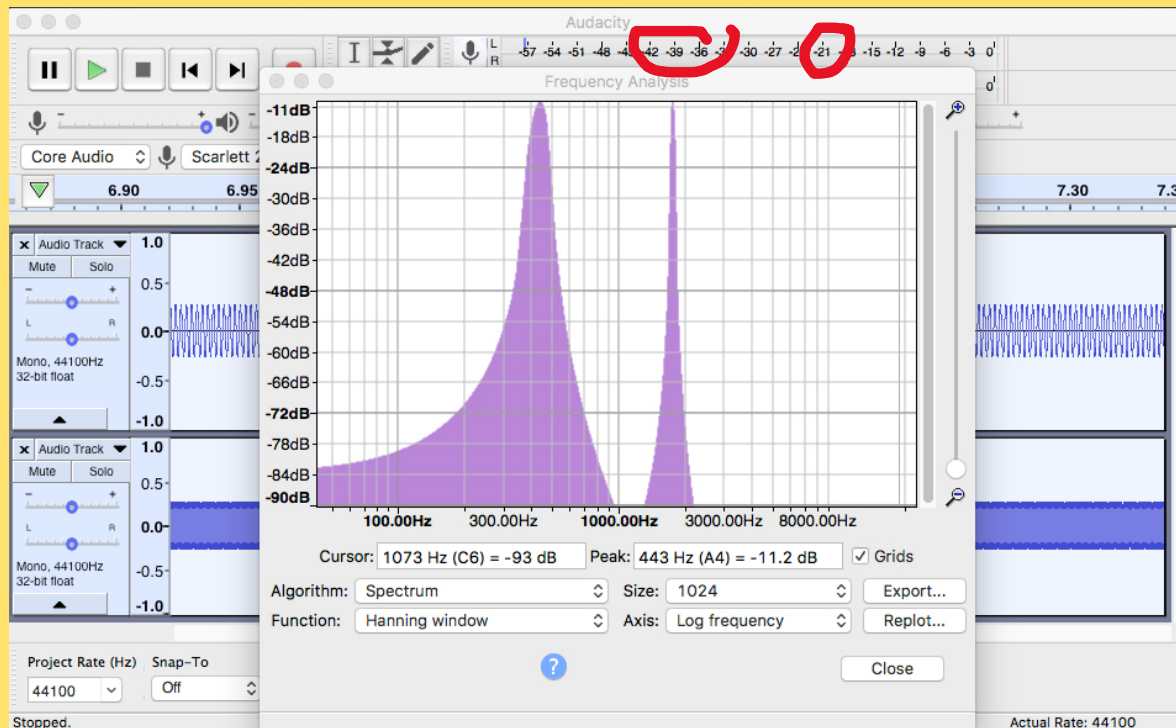 Audacity
L
R
-57 -54 -51 -48 -42 -39 -36 -30 -27 -21 -15 -12 -9 -6 -3 0
0
- +
-
+
Core Audio
Scarlett 2
6.90 6.95
7.30
Frequency Analysis
-11dB
-18dB
-24dB
-30dB
-36dB
-42dB
-48dB
-54dB
-60dB
-66dB
-72dB
-78dB
-84dB
-90dB
100.00Hz 300.00Hz 1000.00Hz 3000.00Hz 8000.00Hz
Cursor: 1073 Hz (C6) = -93 dB Peak: 443 Hz (A4) = -11.2 dB Grids
Algorithm: Spectrum Size: 1024 Export...
Function: Hanning window Axis: Log frequency Replot...
? Close
x Audio Track 1.0
Mute Solo
- + 0.5
L R 0.0
Mono, 44100Hz
32-bit float
-0.5
-1.0
x Audio Track 1.0
Mute Solo
- + 0.5
L R 0.0
Mono, 44100Hz
32-bit float
-0.5
-1.0
Project Rate (Hz) Snap-To
44100 Off
Stopped.
Actual Rate: 44100